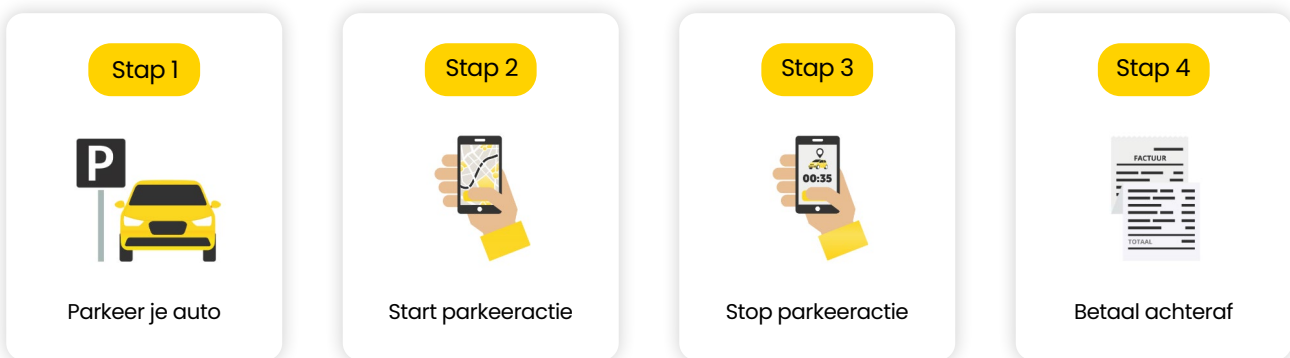 Stap 1
P
Parkeer je auto
Stap 2
Start parkeeractie
Stap 3
00:35
Stop parkeeractie
Stap 4
FACTUUR
TOTAAL
Betaal achteraf